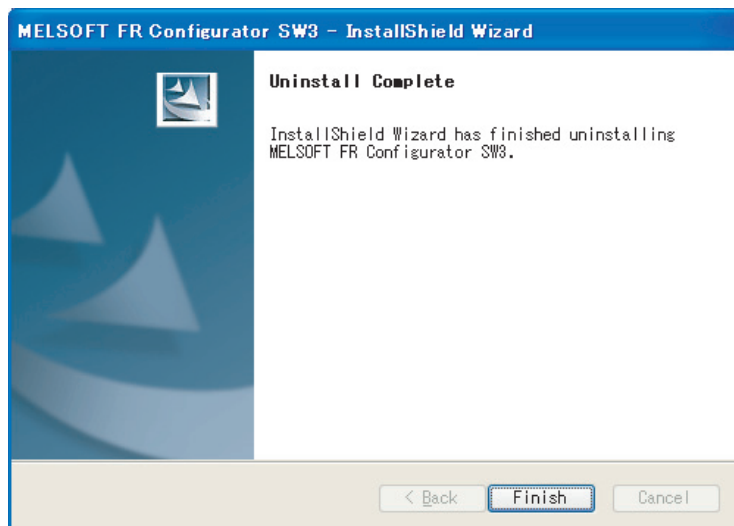 MELSOFT FR Configurator SW3 - InstallShield Wizard
Uninstall Complete
InstallShield Wizard has finished uninstalling
MELSOFT FR Configurator SW3.
< Back
Finish
Cancel